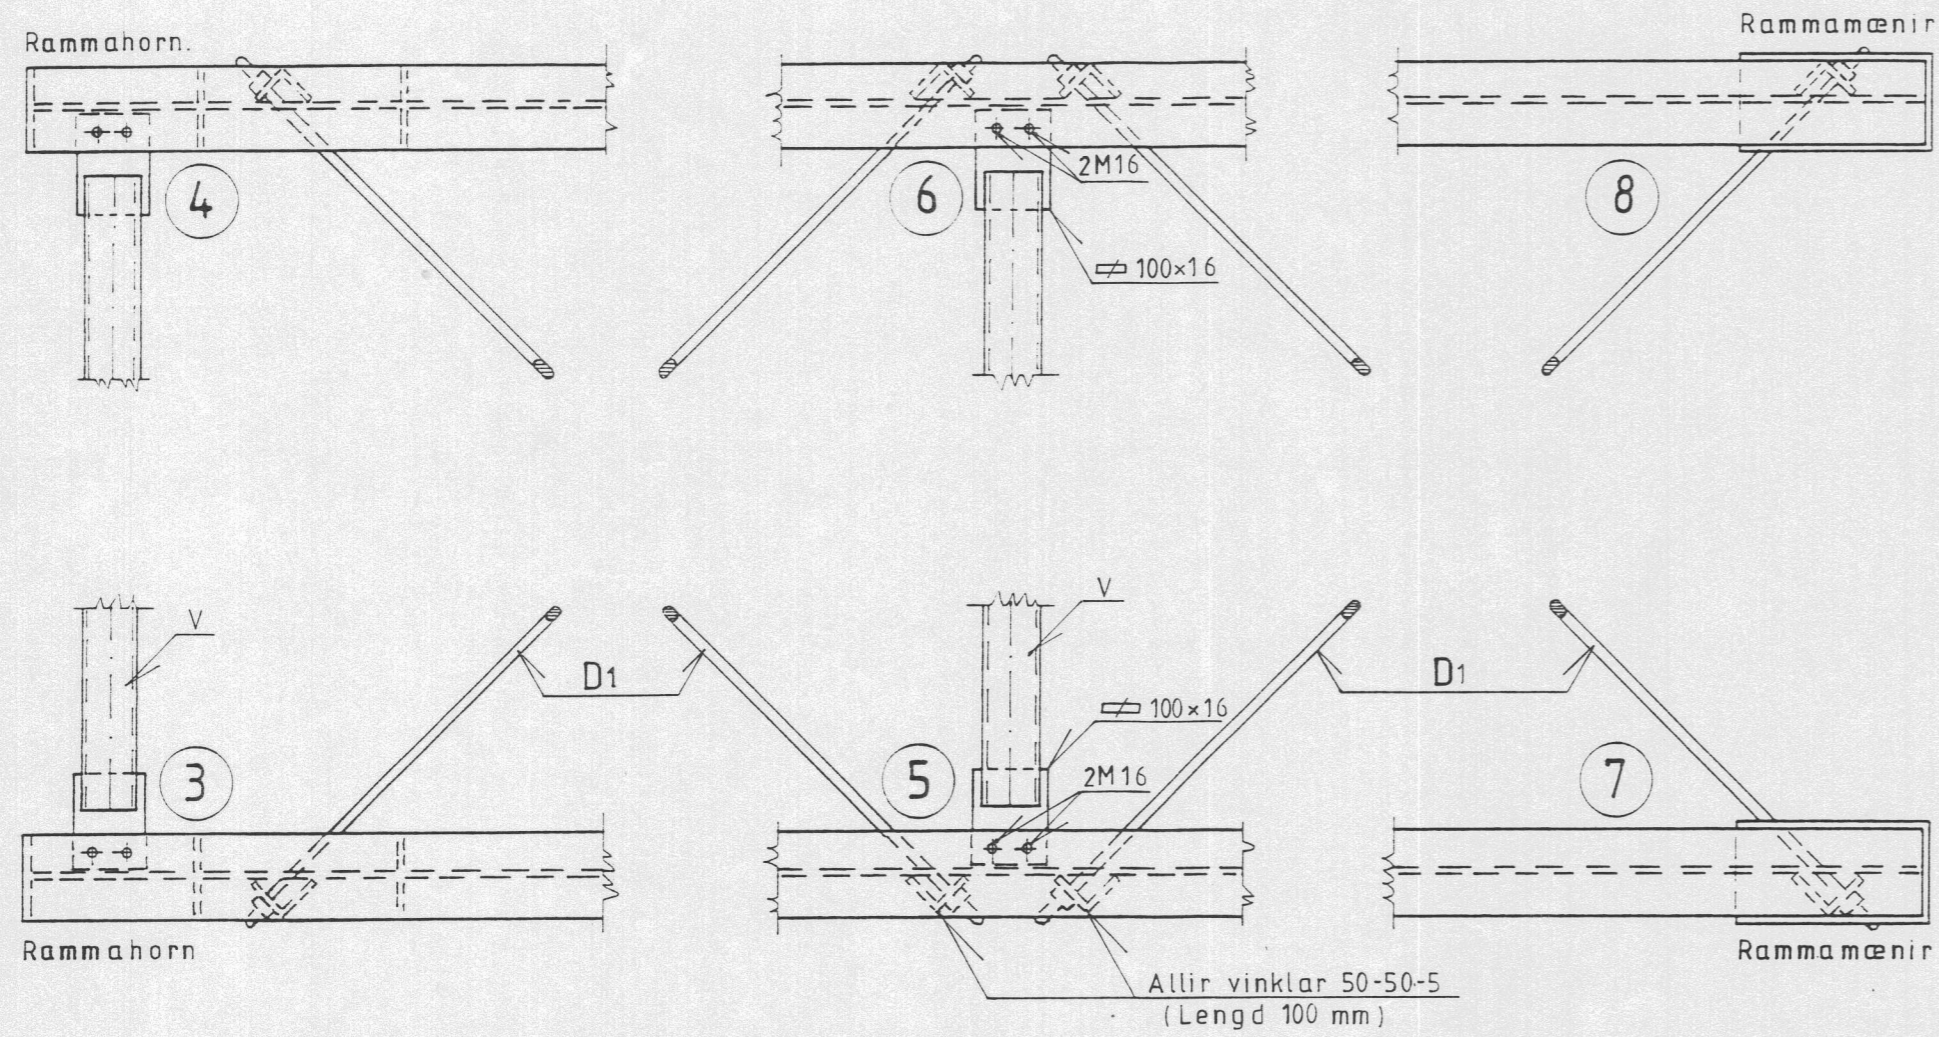 Rammahorn.
Rammamænir
4
6
2M16
100×16
8
V
D1
3
V
100×16
5
2M16
D1
7
Rammahorn
Rammamænir
Allir vinklar 50-50-5
(Lengd 100 mm)